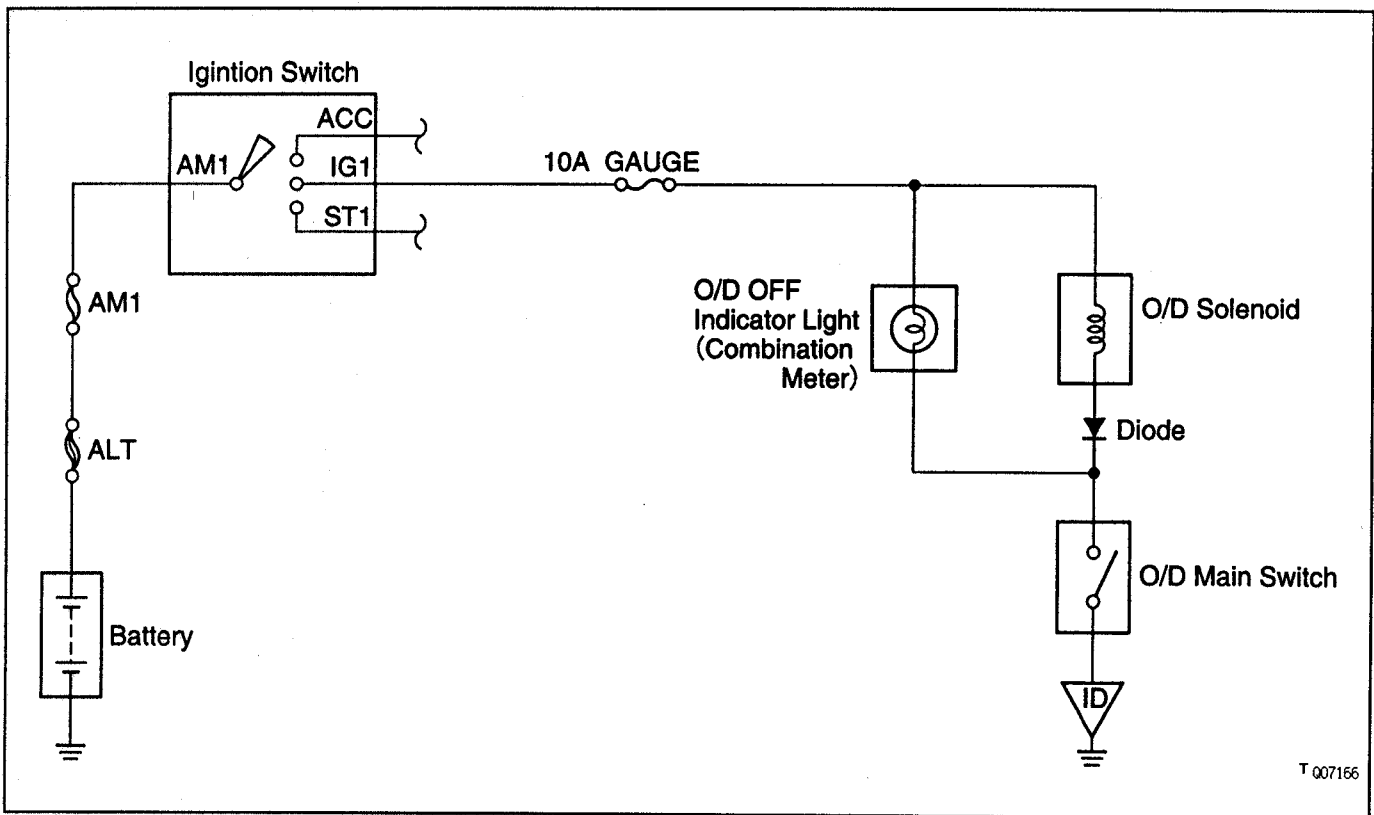 Igintion Switch
ACC
AM1
IG1
ST1
10A GAUGE
AM1
ALT
Battery
O/D OFF
Indicator Light
(Combination
Meter)
O/D Solenoid
Diode
O/D Main Switch
ID
T Q07166